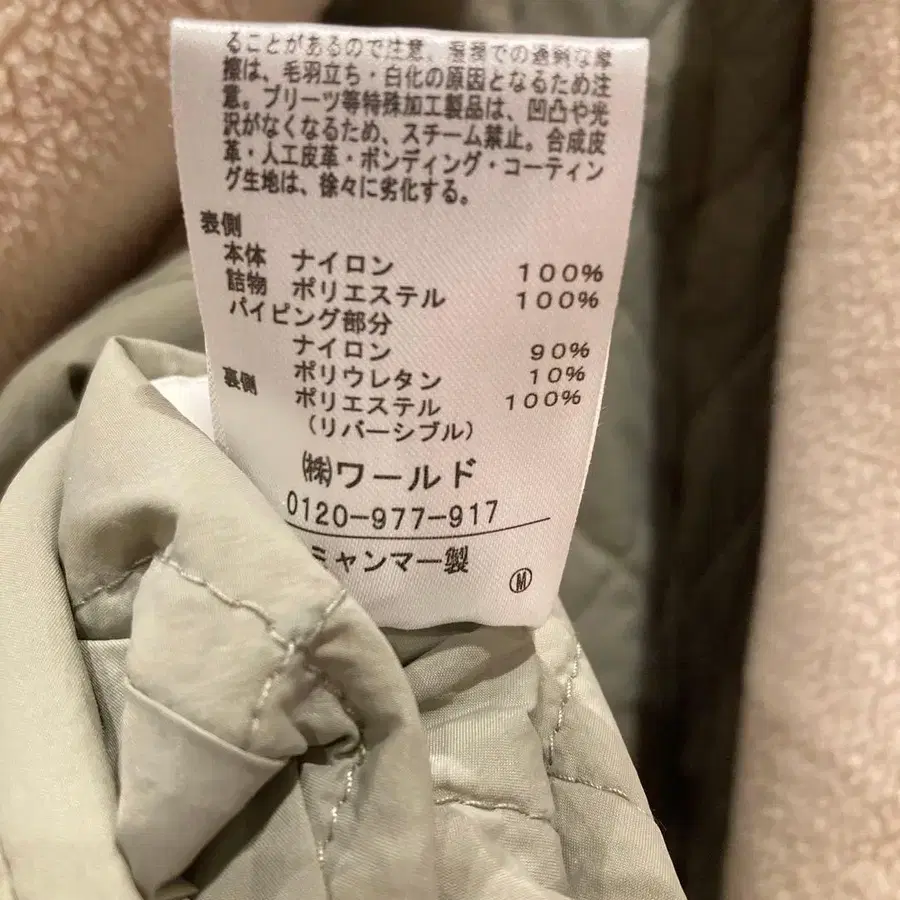 ることがあるので注意。湿潤での過剰な摩
擦は、毛羽立ち・白化の原因となるため注
意。プリーツ等特殊加工製品は、凹凸や光
沢がなくなるため、スチーム禁止。合成皮
革・人工皮革・ボンディング・コーティン
グ生地は、徐々に劣化する。
表側
本体 ナイロン 100%
詰物 ポリエステル 100%
パイピング部分
ナイロン 90%
ポリウレタン 10%
裏側 ポリエステル 100%
(リバーシブル)
㈱ワールド
0120-977-917
ミャンマー製
Ⓜ